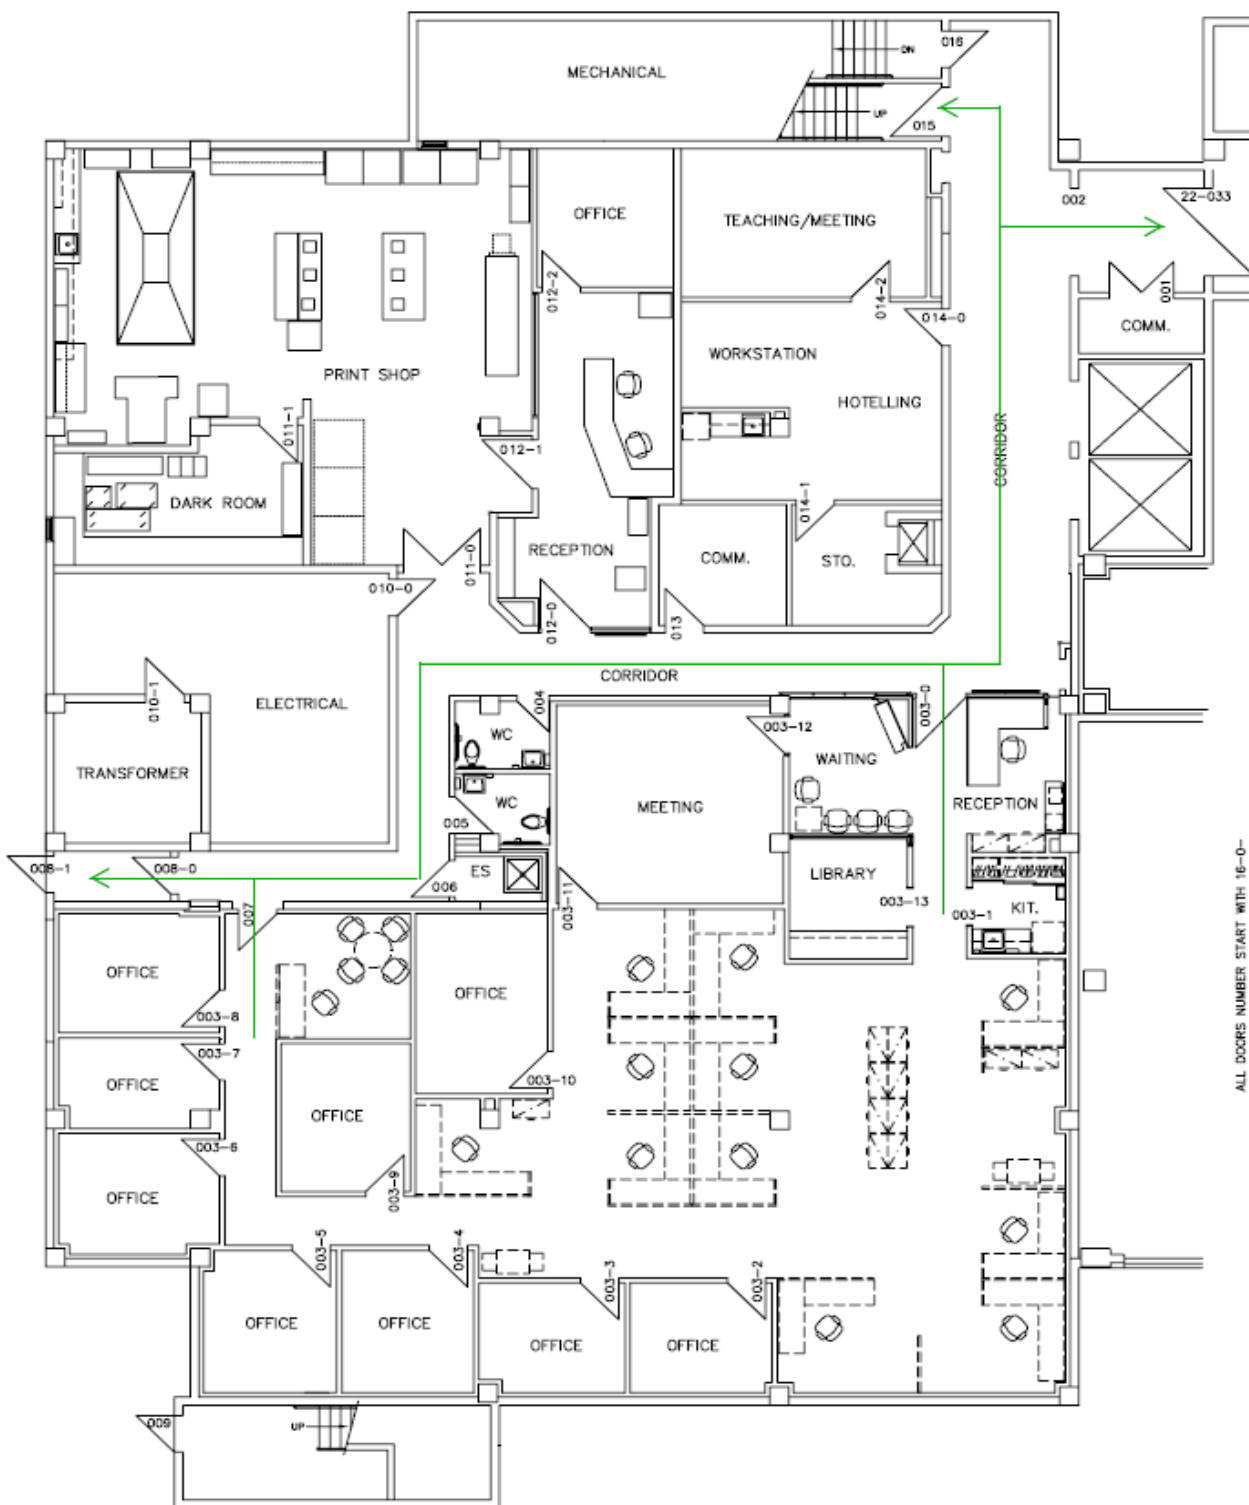 DN
016
MECHANICAL
UP
015
002
22-033
OFFICE
TEACHING/MEETING
012-2
014-2
001
014-0
COMM.
WORKSTATION
PRINT SHOP
HOTELLING
011-1
012-1
CORRIDOR
DARK ROOM
014-1
RECEPTION
COMM.
STO.
011-0
010-0
012-0
013
CORRIDOR
010-1
ELECTRICAL
004
003-0
003-12
WC
WAITING
TRANSFORMER
WC
MEETING
RECEPTION
005
008-1
008-0
ES
006
LIBRARY
003-11
003-13
003-1
KIT.
007
OFFICE
OFFICE
003-8
003-7
OFFICE
003-10
OFFICE
003-6
OFFICE
003-9
003-5
003-4
003-3
003-2
OFFICE
OFFICE
OFFICE
OFFICE
009
UP
ALL DOORS NUMBER START WITH 16-0-